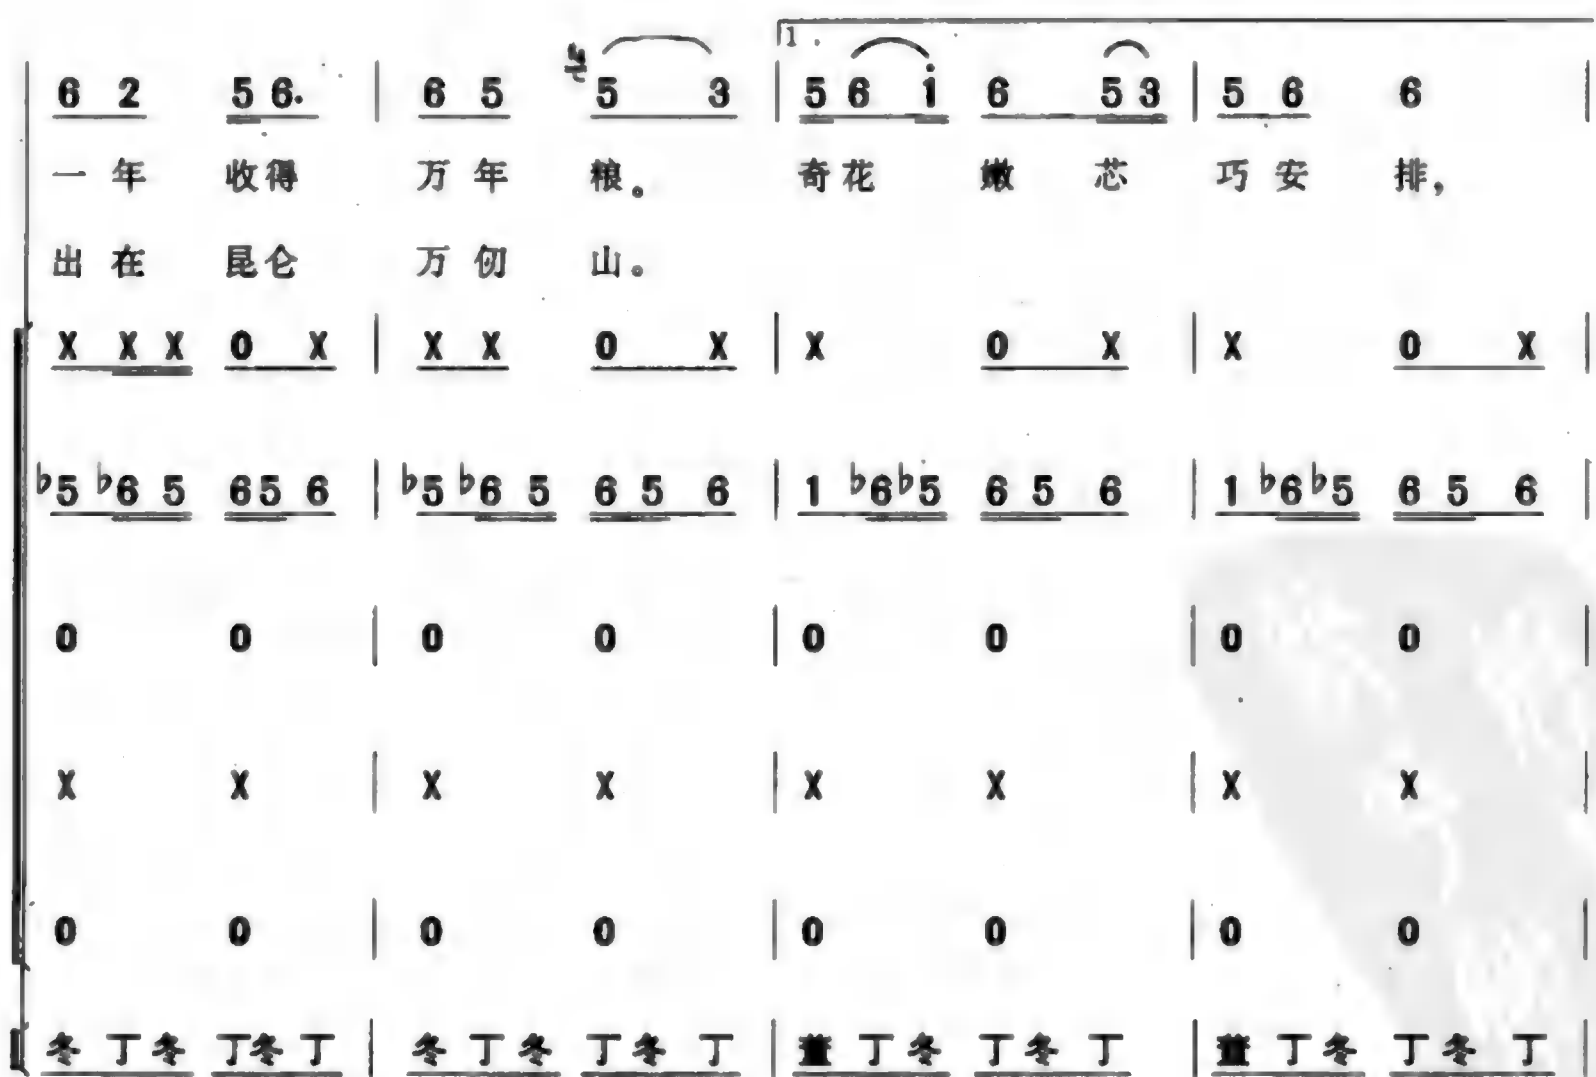 1.
6 2 5 6. | 6 5 5 3 | 5 6 i 6 5 3 | 5 6 6 |
一 年 收得 万 年 粮。 奇花 嫩 芯 巧 安 排,
出 在 昆仑 万 仞 山。
X X X 0 X | X X 0 X | X 0 X | X 0 X |
♭5 ♭6 5 6 5 6 | ♭5 ♭6 5 6 5 6 | 1 ♭6 ♭5 6 5 6 | 1 ♭6 ♭5 6 5 6 |
0 0 | 0 0 | 0 0 | 0 0 |
X X | X X | X X | X X |
0 0 | 0 0 | 0 0 | 0 0 |
冬 丁冬 丁冬 丁 | 冬 丁冬 丁冬 丁 | 丁冬 丁冬 丁 | 丁冬 丁冬 丁 |